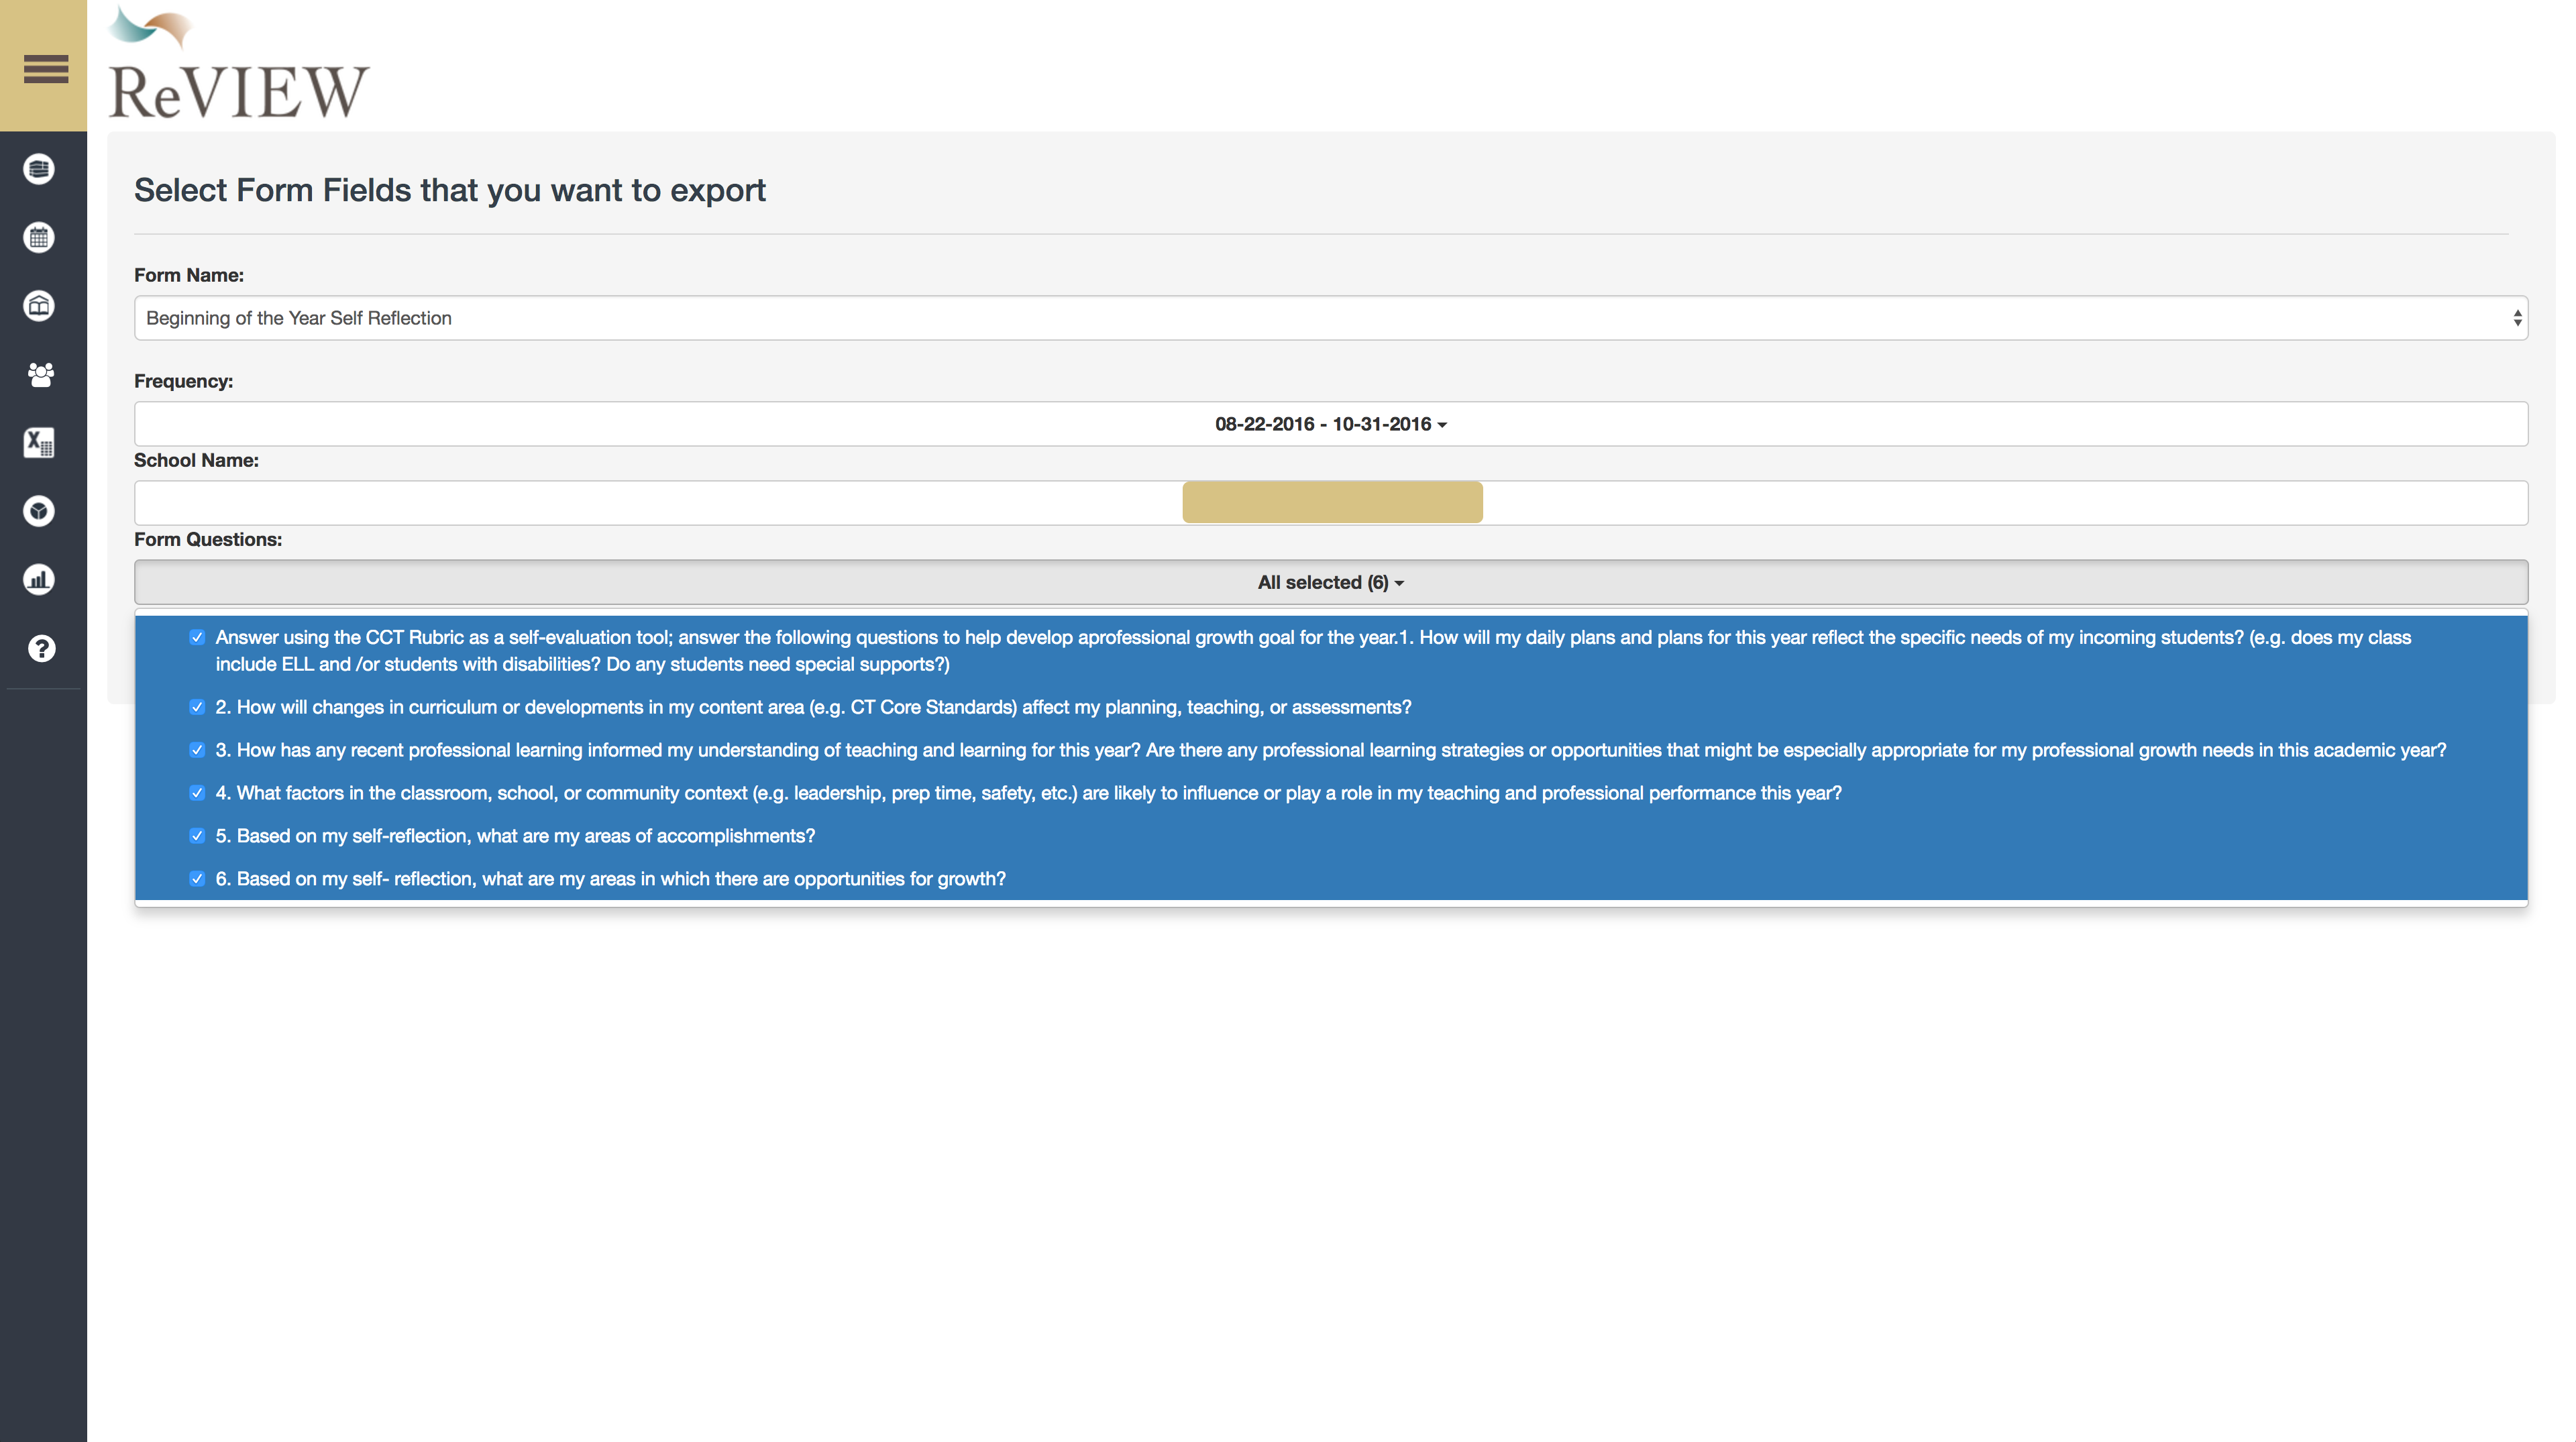 ReVIEW
Select Form Fields that you want to export
Form Name:
Beginning of the Year Self Reflection
Frequency:
08-22-2016 - 10-31-2016
School Name:
Form Questions:
All selected (6)
Answer using the CCT Rubric as a self-evaluation tool; answer the following questions to help develop aprofessional growth goal for the year.1. How will my daily plans and plans for this year reflect the specific needs of my incoming students? (e.g. does my class
include ELL and /or students with disabilities? Do any students need special supports?)
2. How will changes in curriculum or developments in my content area (e.g. CT Core Standards) affect my planning, teaching, or assessments?
3. How has any recent professional learning informed my understanding of teaching and learning for this year? Are there any professional learning strategies or opportunities that might be especially appropriate for my professional growth needs in this academic year?
4. What factors in the classroom, school, or community context (e.g. leadership, prep time, safety, etc.) are likely to influence or play a role in my teaching and professional performance this year?
5. Based on my self-reflection, what are my areas of accomplishments?
6. Based on my self- reflection, what are my areas in which there are opportunities for growth?